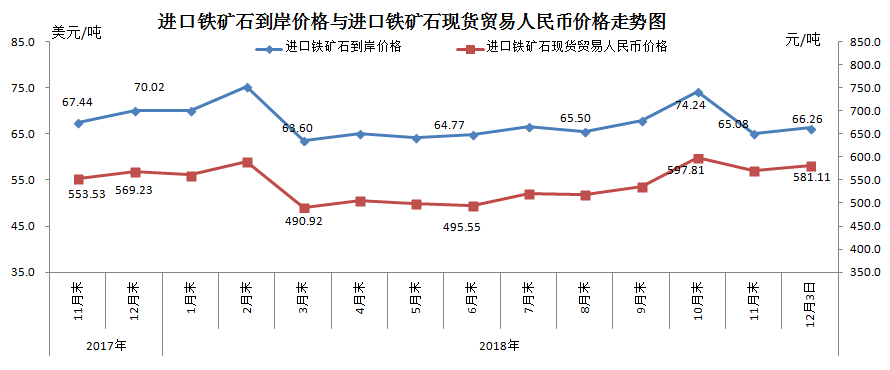 进口铁矿石到岸价格与进口铁矿石现货贸易人民币价格走势图
美元/吨
元/吨
进口铁矿石到岸价格
进口铁矿石现货贸易人民币价格
85.0
75.0
65.0
55.0
45.0
35.0
850.0
800.0
750.0
700.0
650.0
600.0
550.0
500.0
450.0
400.0
350.0
67.44
70.02
63.60
64.77
65.50
74.24
65.08
66.26
553.53
569.23
490.92
495.55
597.81
581.11
11月末
12月末
1月末
2月末
3月末
4月末
5月末
6月末
7月末
8月末
9月末
10月末
11月末
12月3日
2017年
2018年